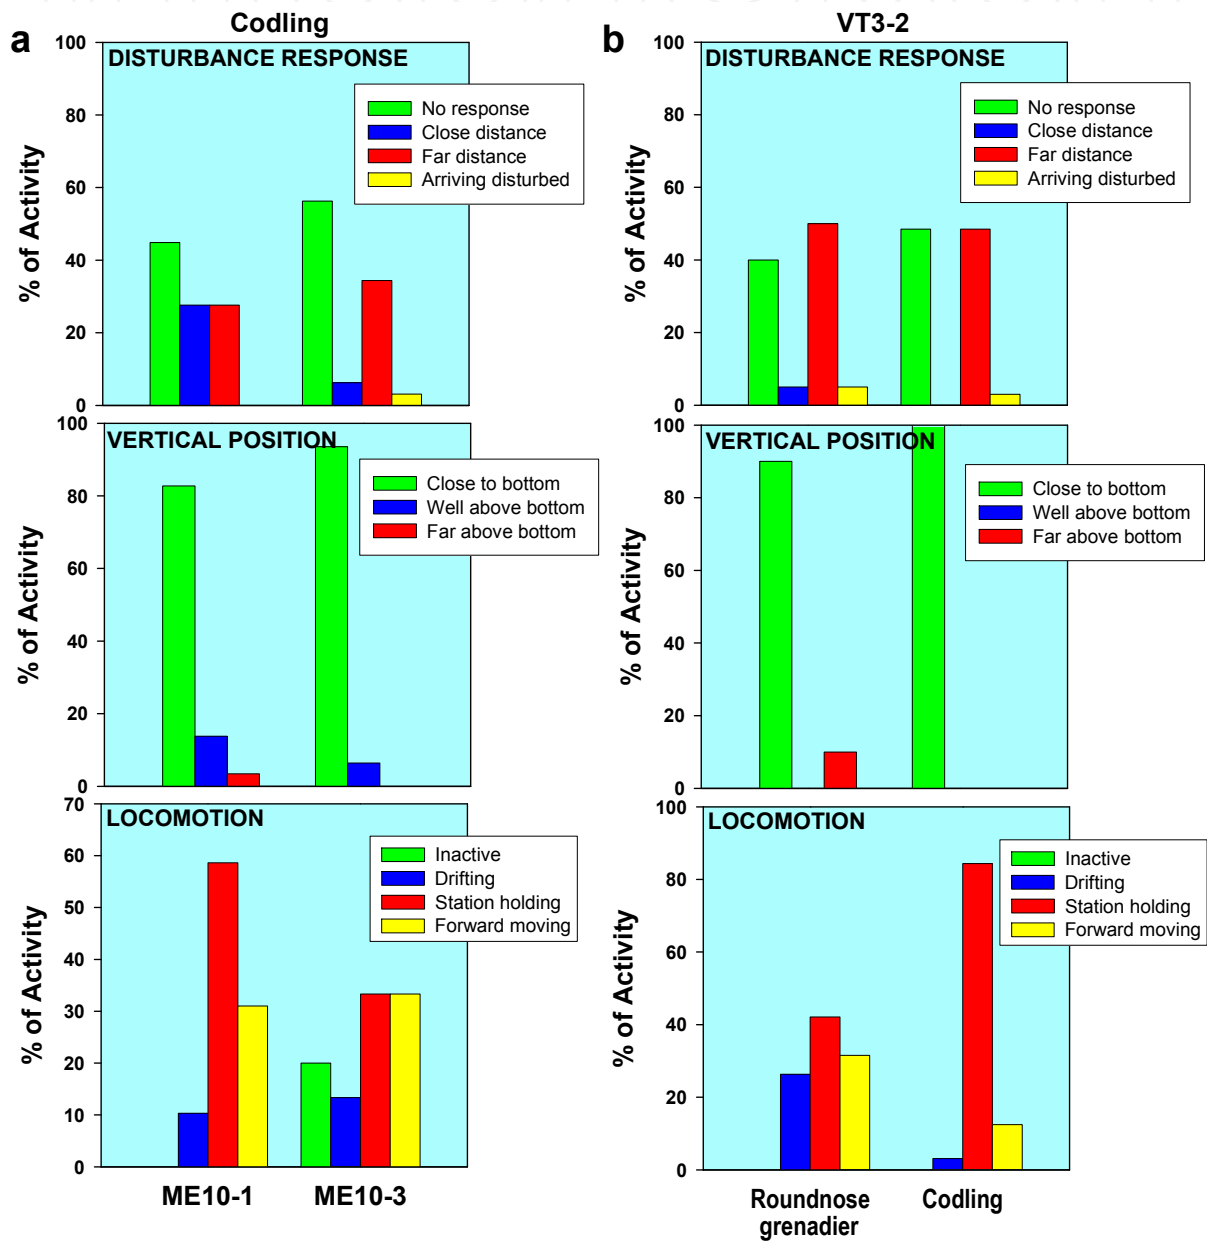 a
Codling
DISTURBANCE RESPONSE
No response
Close distance
Far distance
Arriving disturbed
% of Activity
100
80
60
40
20
0
VERTICAL POSITION
Close to bottom
Well above bottom
Far above bottom
% of Activity
100
80
60
40
20
0
LOCOMOTION
Inactive
Drifting
Station holding
Forward moving
% of Activity
70
60
50
40
30
20
10
0
ME10-1 ME10-3
b
VT3-2
DISTURBANCE RESPONSE
No response
Close distance
Far distance
Arriving disturbed
% of Activity
100
80
60
40
20
0
VERTICAL POSITION
Close to bottom
Well above bottom
Far above bottom
% of Activity
100
80
60
40
20
0
LOCOMOTION
Inactive
Drifting
Station holding
Forward moving
% of Activity
100
80
60
40
20
0
Roundnose
grenadier
Codling